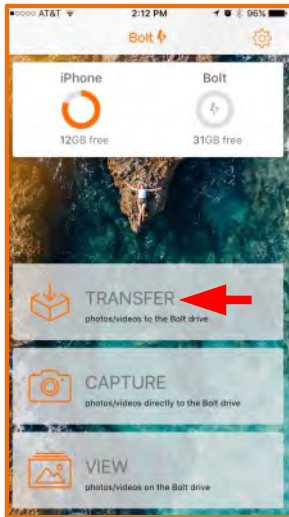 AT&T 2:12 PM 96%
Bolt
iPhone Bolt
12GB free 31GB free
TRANSFER
photos/videos to the Bolt drive
CAPTURE
photos/videos directly to the Bolt drive
VIEW
photos/videos on the Bolt drive